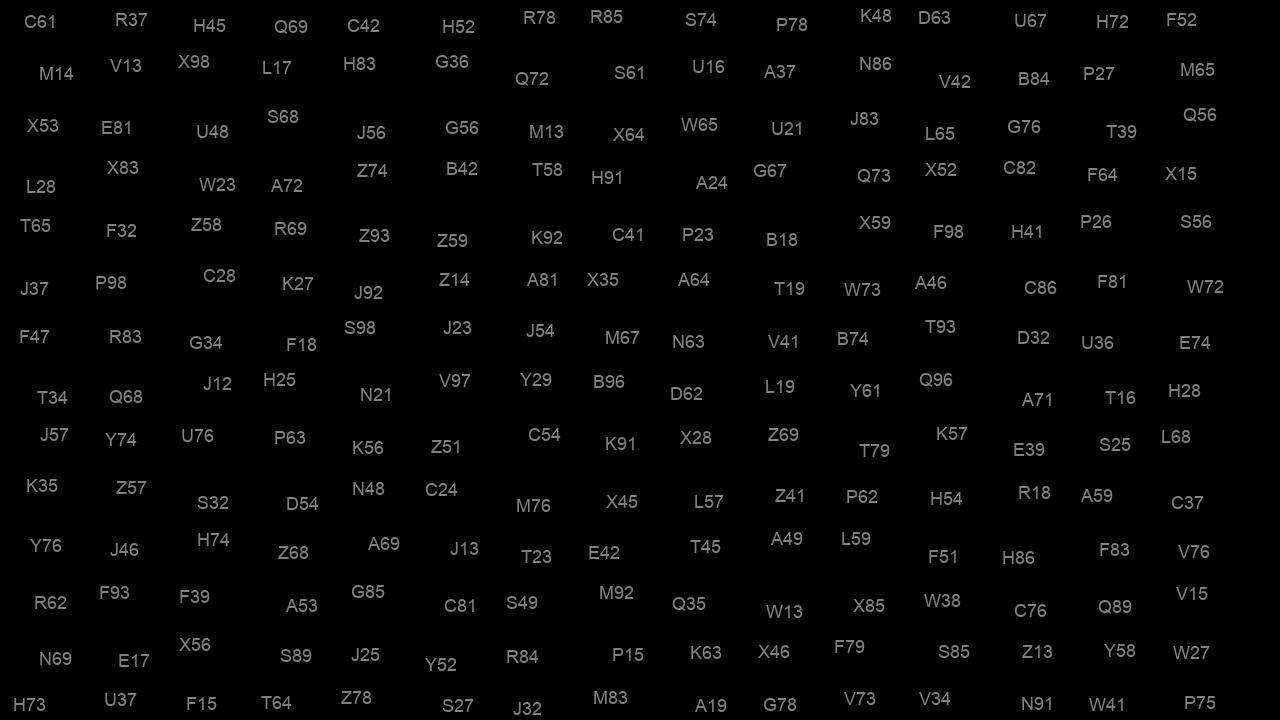 C61 R37 H45 Q69 C42 H52 R78 R85 S74 P78 K48 D63 U67 H72 F52
M14 V13 X98 L17 H83 G36 Q72 S61 U16 A37 N86 V42 B84 P27 M65
X53 E81 U48 S68 J56 G56 M13 X64 W65 U21 J83 L65 G76 T39 Q56
L28 X83 W23 A72 Z74 B42 T58 H91 A24 G67 Q73 X52 C82 F64 X15
T65 F32 Z58 R69 Z93 Z59 K92 C41 P23 B18 X59 F98 H41 P26 S56
J37 P98 C28 K27 J92 Z14 A81 X35 A64 T19 W73 A46 C86 F81 W72
F47 R83 G34 F18 S98 J23 J54 M67 N63 V41 B74 T93 D32 U36 E74
T34 Q68 J12 H25 N21 V97 Y29 B96 D62 L19 Y61 Q96 A71 T16 H28
J57 Y74 U76 P63 K56 Z51 C54 K91 X28 Z69 T79 K57 E39 S25 L68
K35 Z57 S32 D54 N48 C24 M76 X45 L57 Z41 P62 H54 R18 A59 C37
Y76 J46 H74 Z68 A69 J13 T23 E42 T45 A49 L59 F51 H86 F83 V76
R62 F93 F39 A53 G85 C81 S49 M92 Q35 W13 X85 W38 C76 Q89 V15
N69 E17 X56 S89 J25 Y52 R84 P15 K63 X46 F79 S85 Z13 Y58 W27
H73 U37 F15 T64 Z78 S27 J32 M83 A19 G78 V73 V34 N91 W41 P75